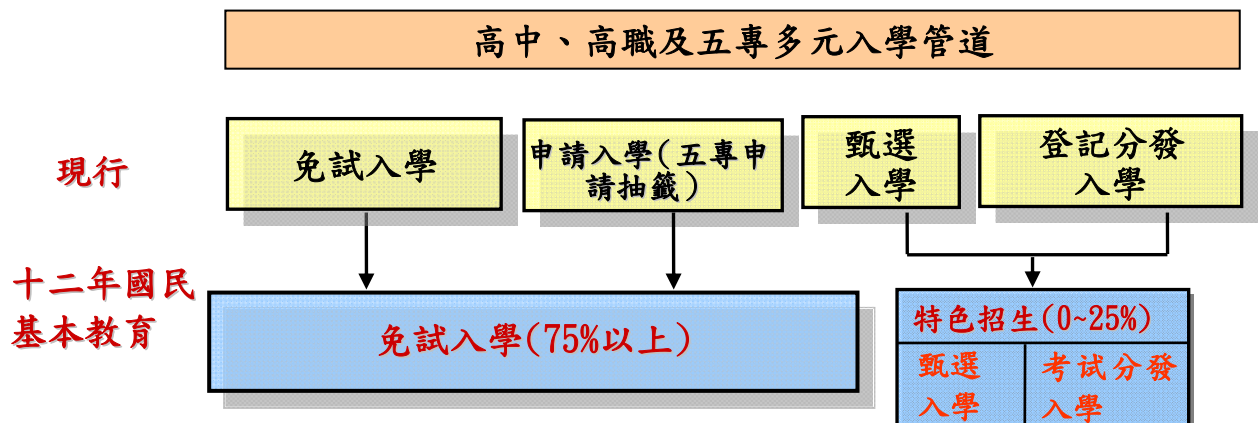 高中、高職及五專多元入學管道
現行
免試入學
申請入學(五專申
請抽籤)
甄選
入學
登記分發
入學
十二年國民
基本教育
免試入學(75%以上)
特色招生(0~25%)
甄選
入學
考試分發
入學